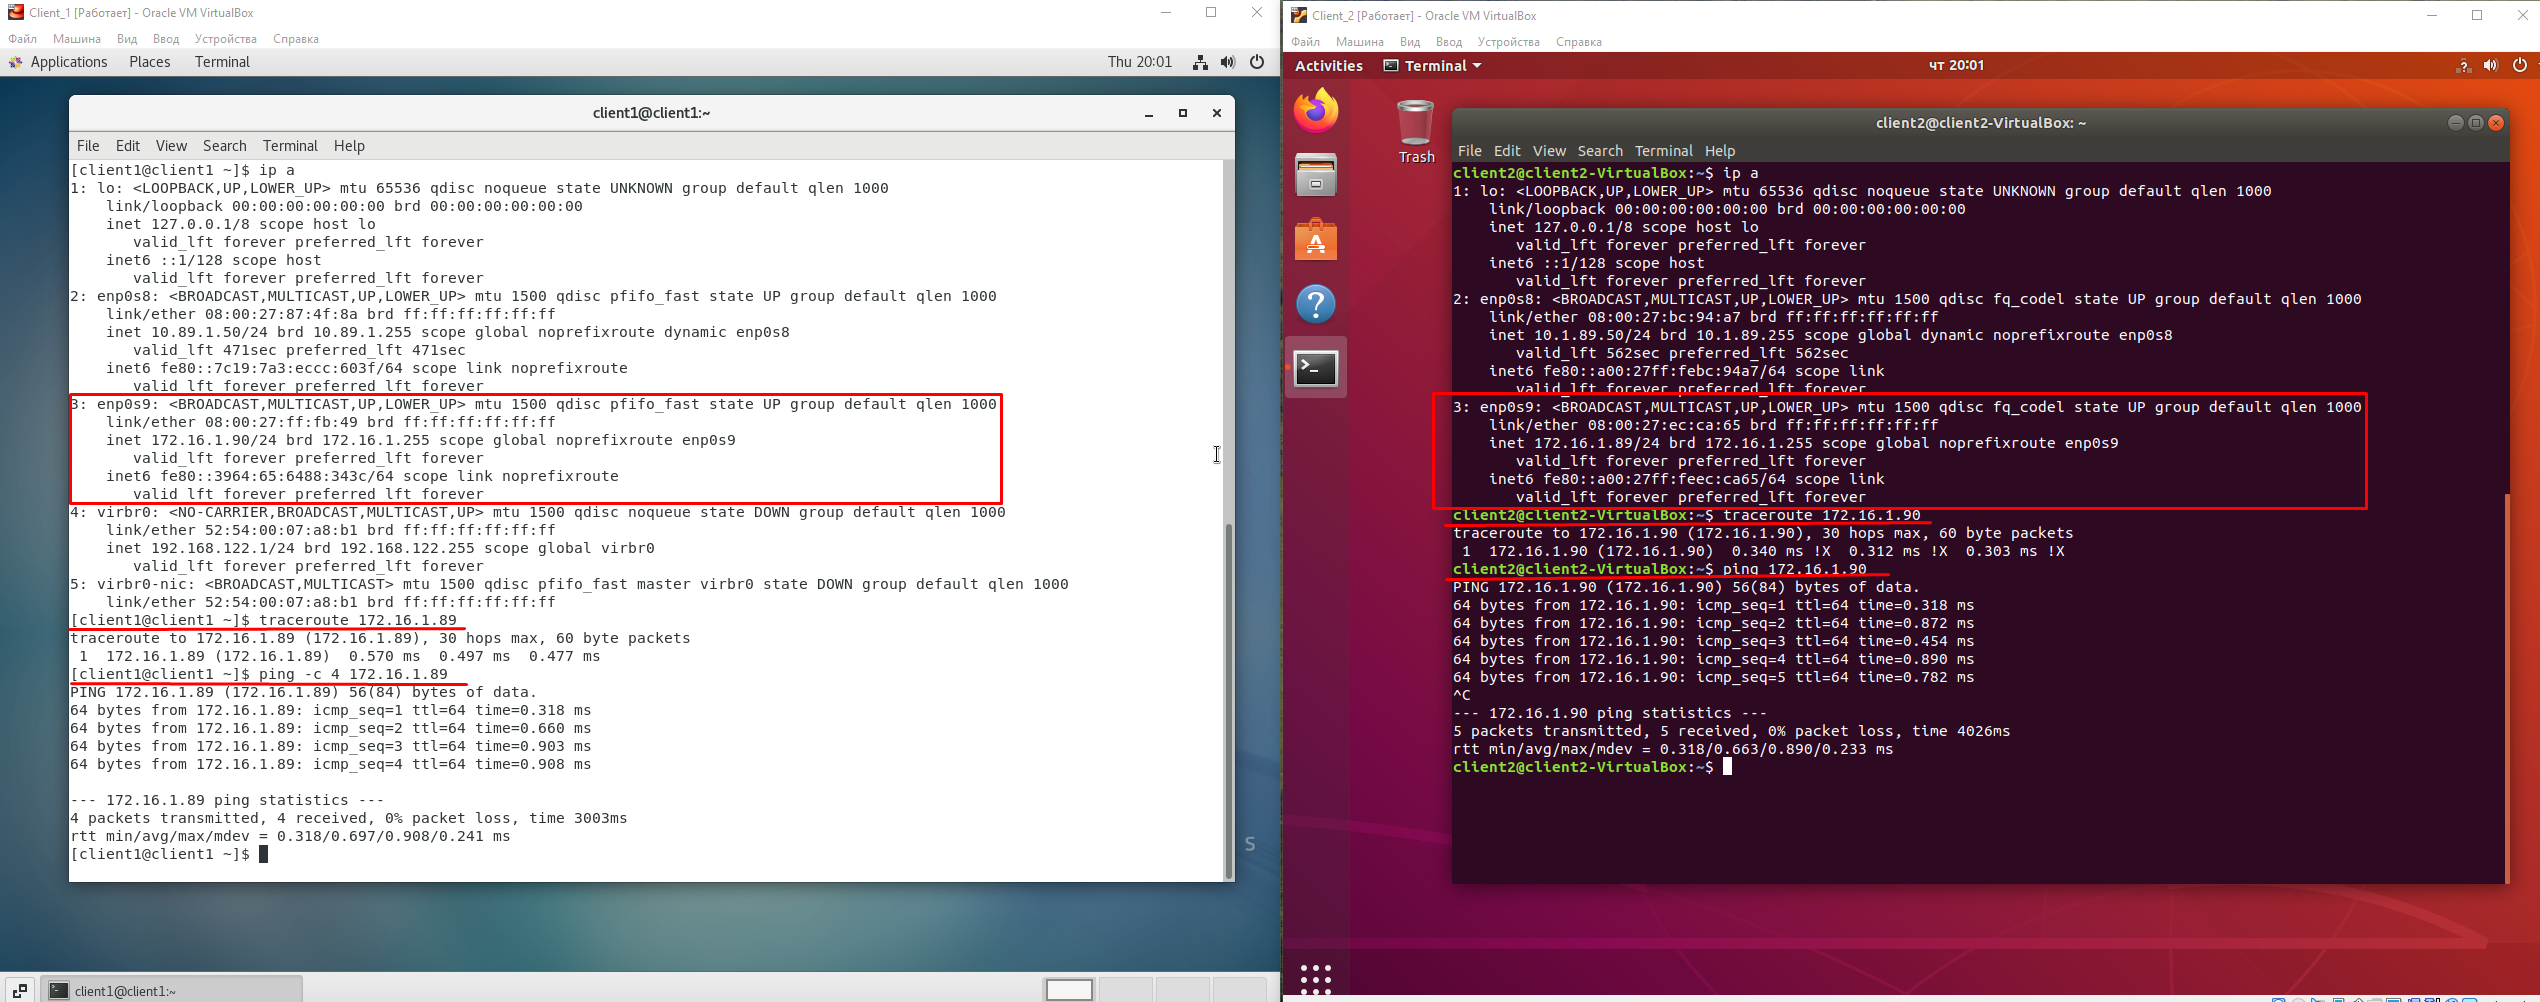 Client_1 [Работает] - Oracle VM VirtualBox
Файл Машина Вид Ввод Устройства Справка
Applications Places Terminal Thu 20:01
client1@client1:~
File Edit View Search Terminal Help
[client1@client1 ~]$ ip a
1: lo: <LOOPBACK,UP,LOWER_UP> mtu 65536 qdisc noqueue state UNKNOWN group default qlen 1000
link/loopback 00:00:00:00:00:00 brd 00:00:00:00:00:00
inet 127.0.0.1/8 scope host lo
valid_lft forever preferred_lft forever
inet6 ::1/128 scope host
valid_lft forever preferred_lft forever
2: enp0s8: <BROADCAST,MULTICAST,UP,LOWER_UP> mtu 1500 qdisc pfifo_fast state UP group default qlen 1000
link/ether 08:00:27:87:4f:8a brd ff:ff:ff:ff:ff:ff
inet 10.89.1.50/24 brd 10.89.1.255 scope global noprefixroute dynamic enp0s8
valid_lft 471sec preferred_lft 471sec
inet6 fe80::7c19:7a3:eccc:603f/64 scope link noprefixroute
valid_lft forever preferred_lft forever
3: enp0s9: <BROADCAST,MULTICAST,UP,LOWER_UP> mtu 1500 qdisc pfifo_fast state UP group default qlen 1000
link/ether 08:00:27:ff:fb:49 brd ff:ff:ff:ff:ff:ff
inet 172.16.1.90/24 brd 172.16.1.255 scope global noprefixroute enp0s9
valid_lft forever preferred_lft forever
inet6 fe80::3964:65:6488:343c/64 scope link noprefixroute
valid_lft forever preferred_lft forever
4: virbr0: <NO-CARRIER,BROADCAST,MULTICAST,UP> mtu 1500 qdisc noqueue state DOWN group default qlen 1000
link/ether 52:54:00:07:a8:b1 brd ff:ff:ff:ff:ff:ff
inet 192.168.122.1/24 brd 192.168.122.255 scope global virbr0
valid_lft forever preferred_lft forever
5: virbr0-nic: <BROADCAST,MULTICAST> mtu 1500 qdisc pfifo_fast master virbr0 state DOWN group default qlen 1000
link/ether 52:54:00:07:a8:b1 brd ff:ff:ff:ff:ff:ff
[client1@client1 ~]$ traceroute 172.16.1.89
traceroute to 172.16.1.89 (172.16.1.89), 30 hops max, 60 byte packets
1 172.16.1.89 (172.16.1.89) 0.570 ms 0.497 ms 0.477 ms
[client1@client1 ~]$ ping -c 4 172.16.1.89
PING 172.16.1.89 (172.16.1.89) 56(84) bytes of data.
64 bytes from 172.16.1.89: icmp_seq=1 ttl=64 time=0.318 ms
64 bytes from 172.16.1.89: icmp_seq=2 ttl=64 time=0.660 ms
64 bytes from 172.16.1.89: icmp_seq=3 ttl=64 time=0.903 ms
64 bytes from 172.16.1.89: icmp_seq=4 ttl=64 time=0.908 ms
--- 172.16.1.89 ping statistics ---
4 packets transmitted, 4 received, 0% packet loss, time 3003ms
rtt min/avg/max/mdev = 0.318/0.697/0.908/0.241 ms
[client1@client1 ~]$
S
client1@client1:~
Client_2 [Работает] - Oracle VM VirtualBox
Файл Машина Вид Ввод Устройства Справка
Activities Terminal чт 20:01
Trash
client2@client2-VirtualBox: ~
File Edit View Search Terminal Help
client2@client2-VirtualBox:~$ ip a
1: lo: <LOOPBACK,UP,LOWER_UP> mtu 65536 qdisc noqueue state UNKNOWN group default qlen 1000
link/loopback 00:00:00:00:00:00 brd 00:00:00:00:00:00
inet 127.0.0.1/8 scope host lo
valid_lft forever preferred_lft forever
inet6 ::1/128 scope host
valid_lft forever preferred_lft forever
2: enp0s8: <BROADCAST,MULTICAST,UP,LOWER_UP> mtu 1500 qdisc fq_codel state UP group default qlen 1000
link/ether 08:00:27:bc:94:a7 brd ff:ff:ff:ff:ff:ff
inet 10.1.89.50/24 brd 10.1.89.255 scope global dynamic noprefixroute enp0s8
valid_lft 562sec preferred_lft 562sec
inet6 fe80::a00:27ff:febc:94a7/64 scope link
valid_lft forever preferred_lft forever
3: enp0s9: <BROADCAST,MULTICAST,UP,LOWER_UP> mtu 1500 qdisc fq_codel state UP group default qlen 1000
link/ether 08:00:27:ec:ca:65 brd ff:ff:ff:ff:ff:ff
inet 172.16.1.89/24 brd 172.16.1.255 scope global noprefixroute enp0s9
valid_lft forever preferred_lft forever
inet6 fe80::a00:27ff:feec:ca65/64 scope link
valid_lft forever preferred_lft forever
client2@client2-VirtualBox:~$ traceroute 172.16.1.90
traceroute to 172.16.1.90 (172.16.1.90), 30 hops max, 60 byte packets
1 172.16.1.90 (172.16.1.90) 0.340 ms !X 0.312 ms !X 0.303 ms !X
client2@client2-VirtualBox:~$ ping 172.16.1.90
PING 172.16.1.90 (172.16.1.90) 56(84) bytes of data.
64 bytes from 172.16.1.90: icmp_seq=1 ttl=64 time=0.318 ms
64 bytes from 172.16.1.90: icmp_seq=2 ttl=64 time=0.872 ms
64 bytes from 172.16.1.90: icmp_seq=3 ttl=64 time=0.454 ms
64 bytes from 172.16.1.90: icmp_seq=4 ttl=64 time=0.890 ms
64 bytes from 172.16.1.90: icmp_seq=5 ttl=64 time=0.782 ms
^C
--- 172.16.1.90 ping statistics ---
5 packets transmitted, 5 received, 0% packet loss, time 4026ms
rtt min/avg/max/mdev = 0.318/0.663/0.890/0.233 ms
client2@client2-VirtualBox:~$